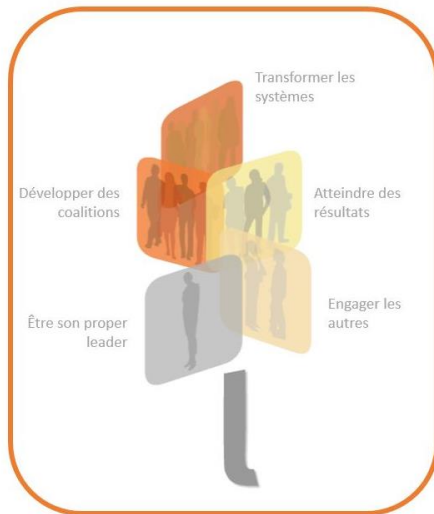 Transformer les
systèmes
Développer des
coalitions
Atteindre des
résultats
Engager les
autres
Être son proper
leader